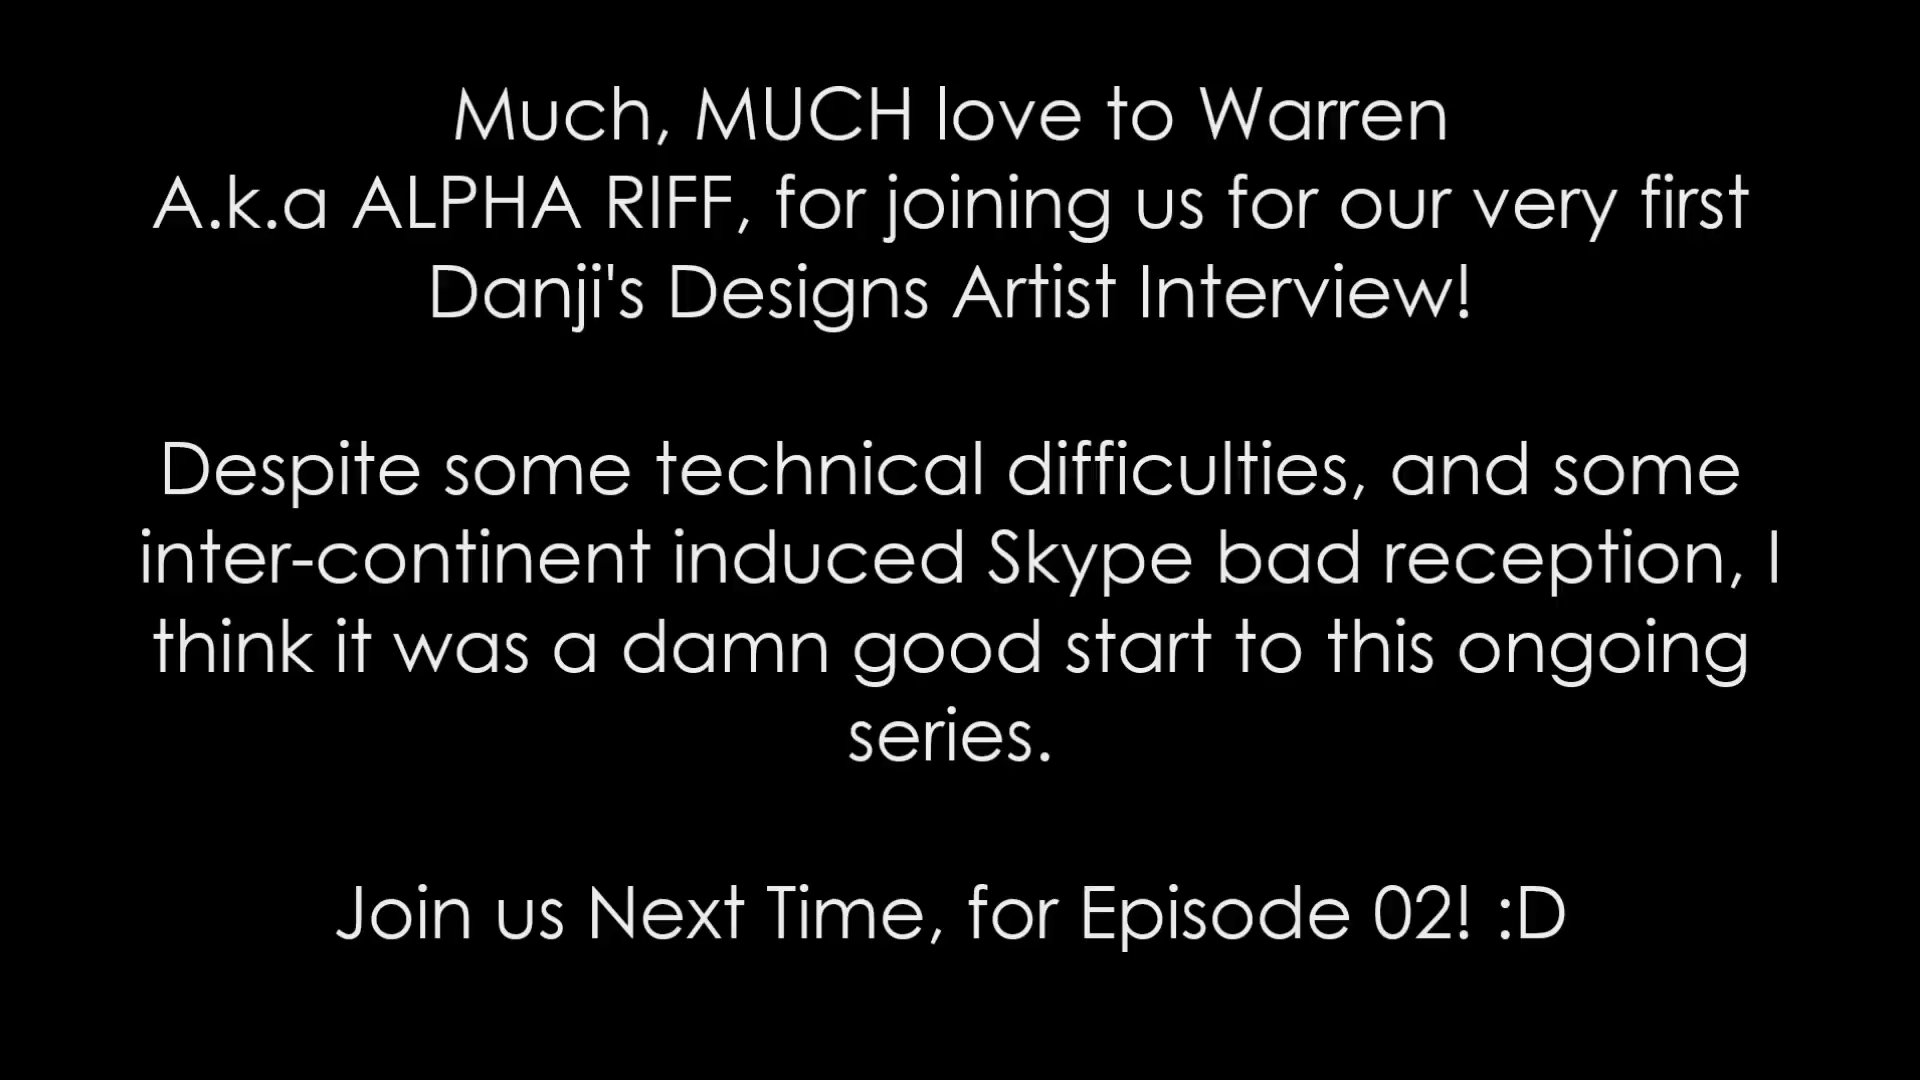 Much, MUCH love to Warren
A.k.a ALPHA RIFF, for joining us for our very first
Danji's Designs Artist Interview!
Despite some technical difficulties, and some
inter-continent induced Skype bad reception, I
think it was a damn good start to this ongoing
series.
Join us Next Time, for Episode 02! :D